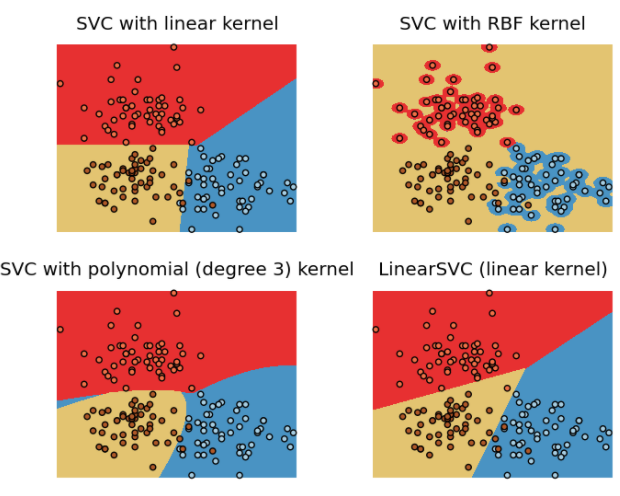 SVC with linear kernel
SVC with RBF kernel
SVC with polynomial (degree 3) kernel
LinearSVC (linear kernel)